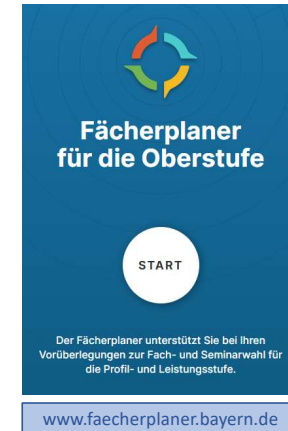 Fächerplaner
für die Oberstufe
START
Der Fächerplaner unterstützt Sie bei Ihren
Vorüberlegungen zur Fach- und Seminarwahl für
die Profil- und Leistungsstufe.
www.faecherplaner.bayern.de